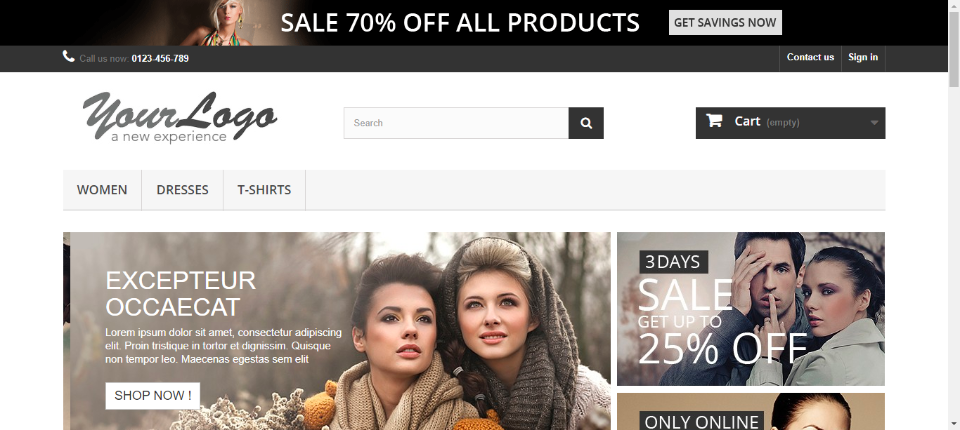 SALE 70% OFF ALL PRODUCTS
GET SAVINGS NOW
Call us now: 0123-456-789
Contact us
Sign in
YourLogo
a new experience
Search
Cart (empty)
WOMEN
DRESSES
T-SHIRTS
EXCEPTEUR
OCCAECAT
Lorem ipsum dolor sit amet, consectetur adipiscing
elit. Proin tristique in tortor et dignissim. Quisque
non tempor leo. Maecenas egestas sem elit
SHOP NOW !
3 DAYS
SALE
GET UP TO
25% OFF
ONLY ONLINE